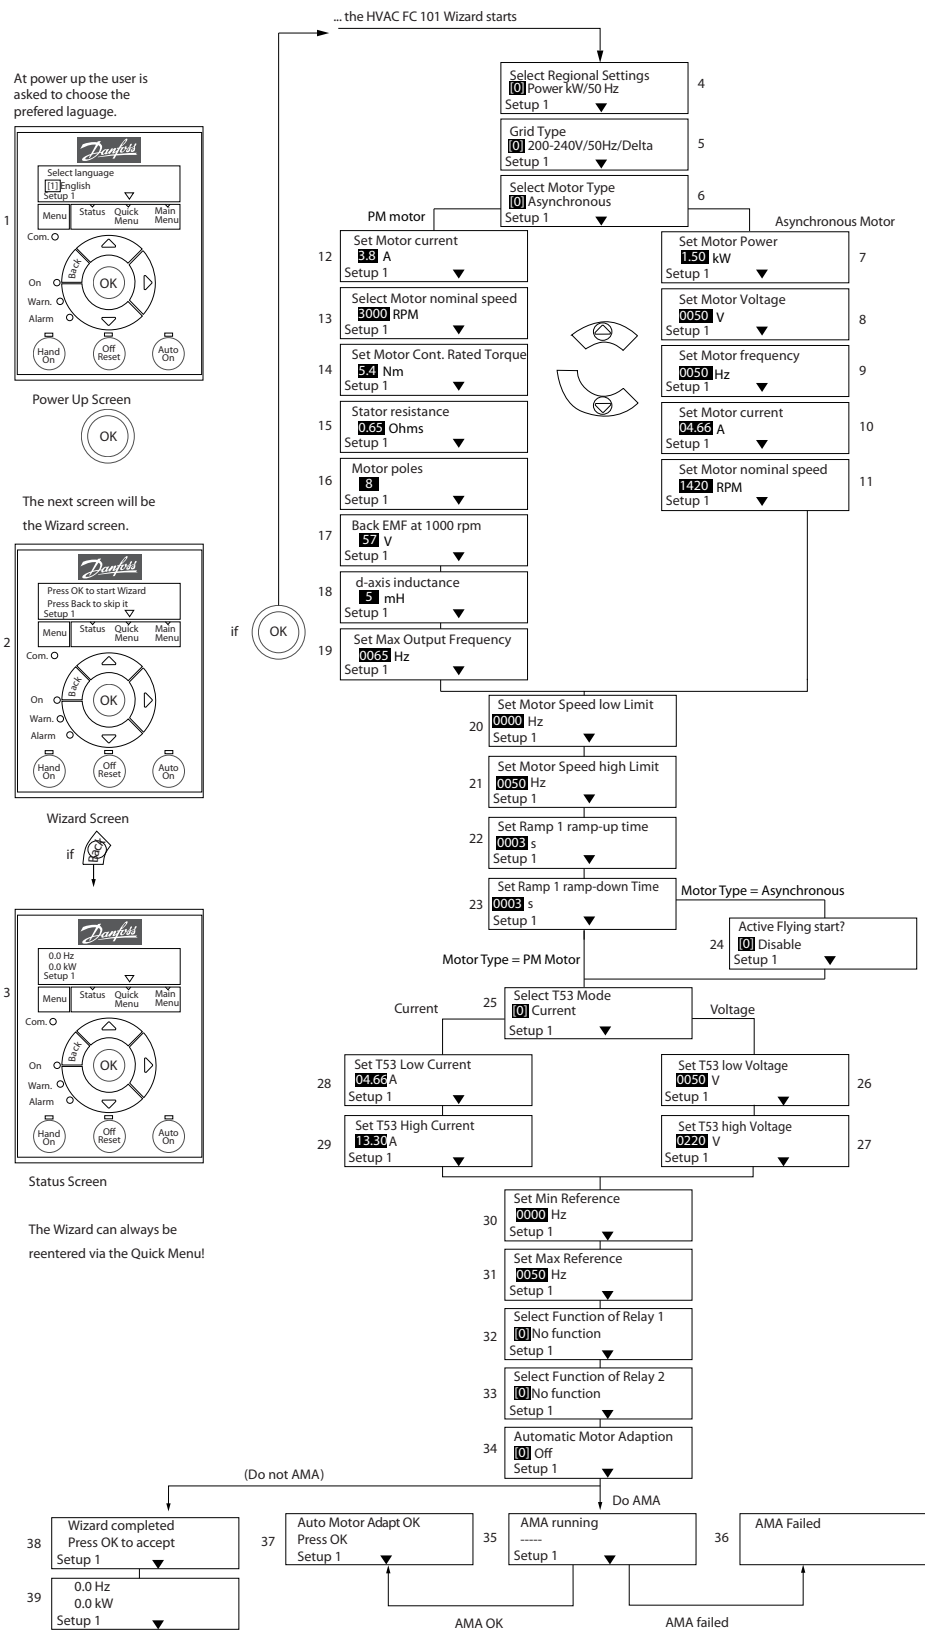 ... the HVAC FC 101 Wizard starts
At power up the user is
asked to choose the
prefered laguage.
1
Danfoss
Select language
[1] English
Setup 1
Menu
Status
Quick Menu
Main Menu
Com.
Back
OK
On
Warn.
Alarm
Hand On
Off Reset
Auto On
Power Up Screen
OK
The next screen will be
the Wizard screen.
2
Danfoss
Press OK to start Wizard
Press Back to skip it
Setup 1
Menu
Status
Quick Menu
Main Menu
Com.
Back
OK
On
Warn.
Alarm
Hand On
Off Reset
Auto On
Wizard Screen
if
Back
3
Danfoss
0.0 Hz
0.0 kW
Setup 1
Menu
Status
Quick Menu
Main Menu
Com.
Back
OK
On
Warn.
Alarm
Hand On
Off Reset
Auto On
Status Screen
The Wizard can always be
reentered via the Quick Menu!
if
OK
Select Regional Settings
[0] Power kW/50 Hz
Setup 1
4
Grid Type
[0] 200-240V/50Hz/Delta
Setup 1
5
Select Motor Type
[0] Asynchronous
Setup 1
6
PM motor
Asynchronous Motor
12
Set Motor current
3.8 A
Setup 1
13
Select Motor nominal speed
3000 RPM
Setup 1
14
Set Motor Cont. Rated Torque
5.4 Nm
Setup 1
15
Stator resistance
0.65 Ohms
Setup 1
16
Motor poles
8
Setup 1
17
Back EMF at 1000 rpm
57 V
Setup 1
18
d-axis inductance
5 mH
Setup 1
19
Set Max Output Frequency
0065 Hz
Setup 1
Set Motor Power
1.50 kW
Setup 1
7
Set Motor Voltage
0050 V
Setup 1
8
Set Motor frequency
0050 Hz
Setup 1
9
Set Motor current
04.66 A
Setup 1
10
Set Motor nominal speed
1420 RPM
Setup 1
11
20
Set Motor Speed low Limit
0000 Hz
Setup 1
21
Set Motor Speed high Limit
0050 Hz
Setup 1
22
Set Ramp 1 ramp-up time
0003 s
Setup 1
23
Set Ramp 1 ramp-down Time
0003 s
Setup 1
Motor Type = Asynchronous
24
Active Flying start?
[0] Disable
Setup 1
Motor Type = PM Motor
25
Select T53 Mode
[0] Current
Setup 1
Current
Voltage
28
Set T53 Low Current
04.66 A
Setup 1
29
Set T53 High Current
13.30 A
Setup 1
Set T53 low Voltage
0050 V
Setup 1
26
Set T53 high Voltage
0220 V
Setup 1
27
30
Set Min Reference
0000 Hz
Setup 1
31
Set Max Reference
0050 Hz
Setup 1
32
Select Function of Relay 1
[0] No function
Setup 1
33
Select Function of Relay 2
[0] No function
Setup 1
34
Automatic Motor Adaption
[0] Off
Setup 1
(Do not AMA)
Do AMA
38
Wizard completed
Press OK to accept
Setup 1
39
0.0 Hz
0.0 kW
Setup 1
37
Auto Motor Adapt OK
Press OK
Setup 1
35
AMA running
-----
Setup 1
36
AMA Failed
AMA OK
AMA failed